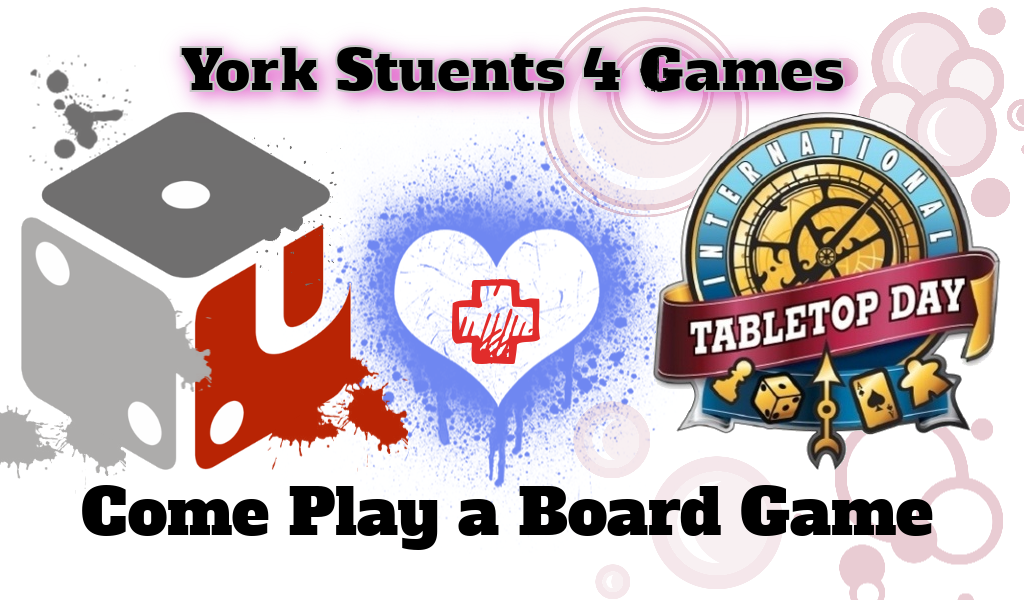 York Stuents 4 Games
INTERNATIONAL
TABLETOP DAY
A
Come Play a Board Game